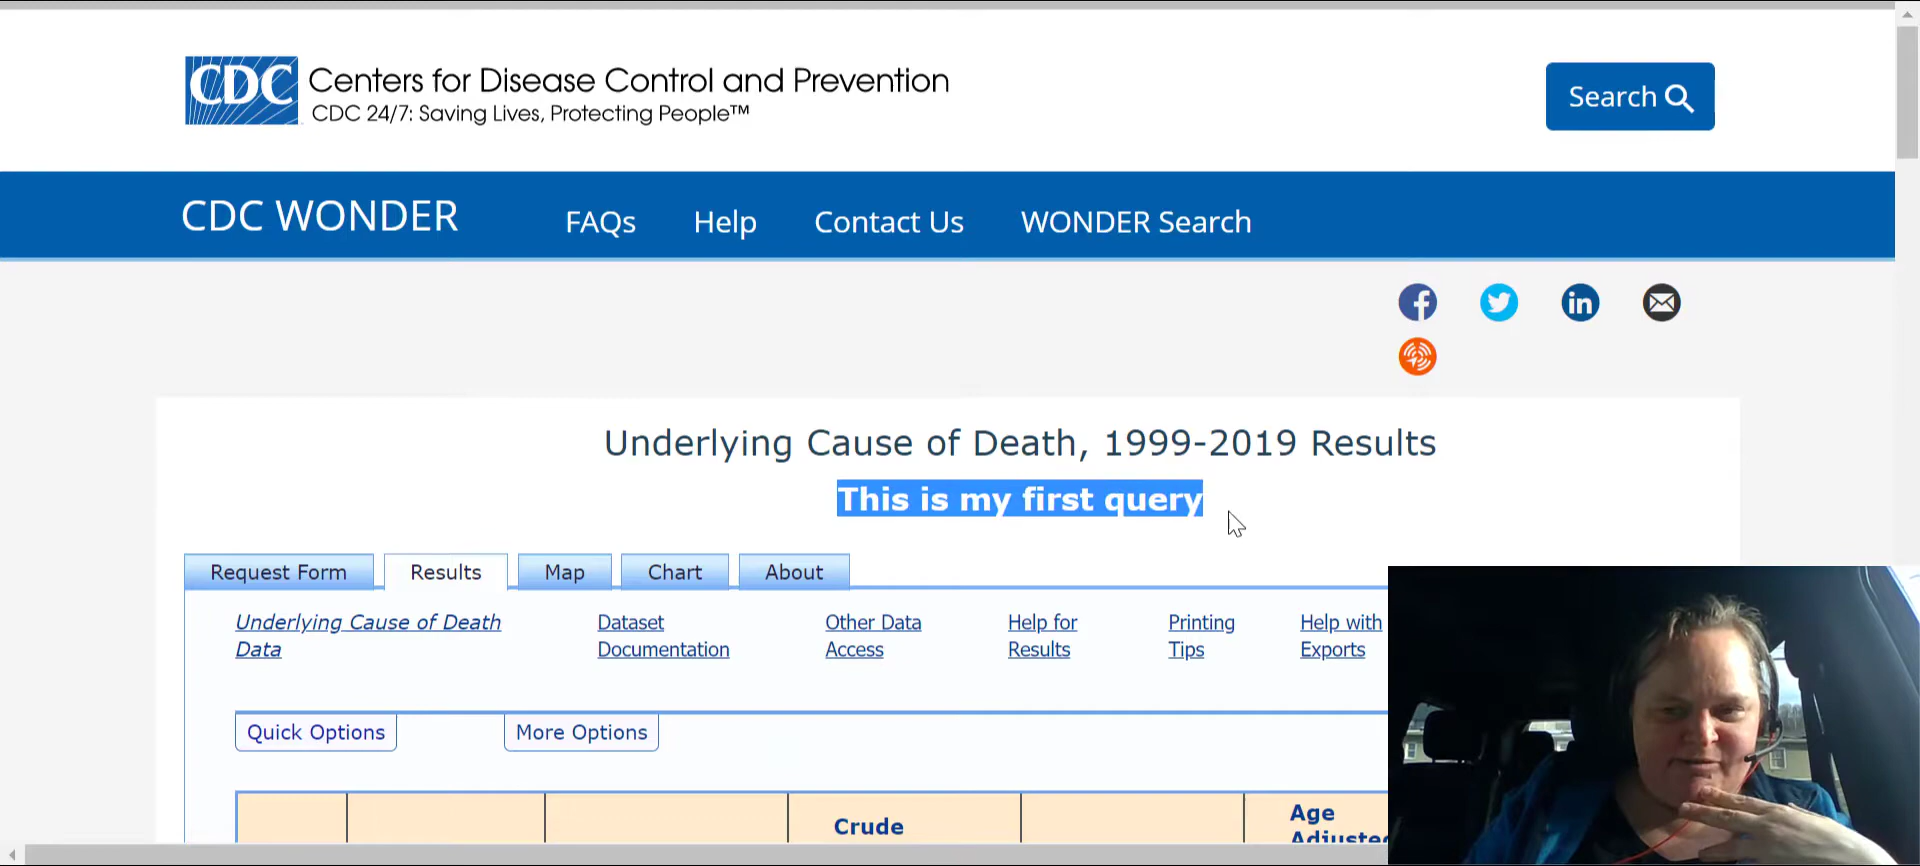 CDC Centers for Disease Control and Prevention
CDC 24/7: Saving Lives, Protecting People™
Search
CDC WONDER FAQs Help Contact Us WONDER Search
Underlying Cause of Death, 1999-2019 Results
This is my first query
Request Form Results Map Chart About
Underlying Cause of Death Dataset Other Data Help for Printing Help with
Data Documentation Access Results Tips Exports
Quick Options More Options
Crude Age
Adjusted